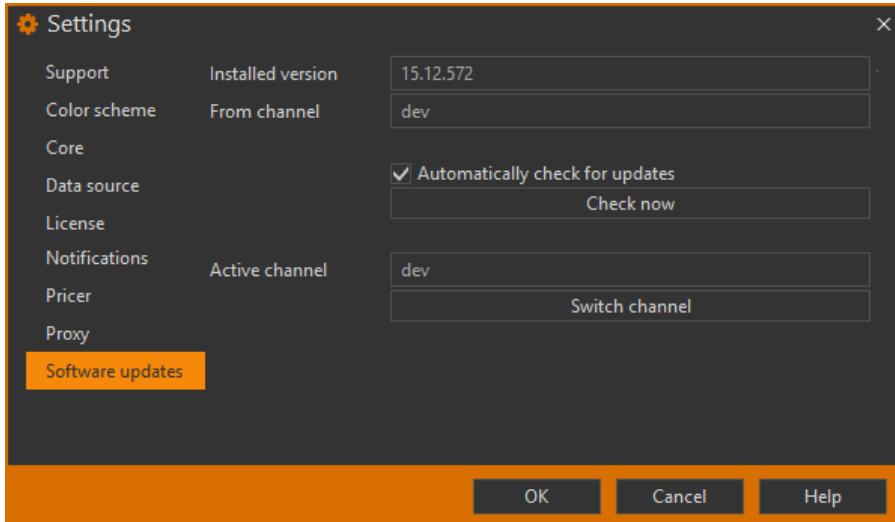 Settings
Support
Color scheme
Core
Data source
License
Notifications
Pricer
Proxy
Software updates
Installed version 15.12.572
From channel dev
Automatically check for updates
Check now
Active channel dev
Switch channel
OK Cancel Help